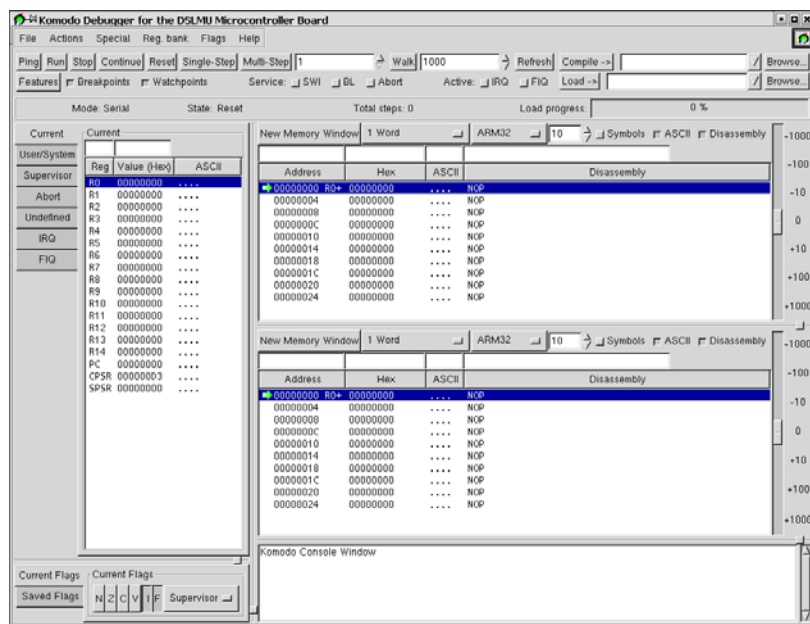 Komodo Debugger for the DSLMU Microcontroller Board
File Actions Special Reg. bank Flags Help
Ping Run Stop Continue Reset Single-Step Multi-Step 1 Walk 1000 Refresh Compile -> / Browse...
Features Breakpoints Watchpoints Service: SWI BL Abort Active: IRQ FIQ Load -> / Browse...
Mode: Serial State: Reset Total steps: 0 Load progress: 0 %
Current
User/System
Supervisor
Abort
Undefined
IRQ
FIQ
Current
Reg Value (Hex) ASCII
R0 00000000 ....
R1 00000000 ....
R2 00000000 ....
R3 00000000 ....
R4 00000000 ....
R5 00000000 ....
R6 00000000 ....
R7 00000000 ....
R8 00000000 ....
R9 00000000 ....
R10 00000000 ....
R11 00000000 ....
R12 00000000 ....
R13 00000000 ....
R14 00000000 ....
PC 00000000 ....
CPSR 00000003 ....
SPSR 00000000 ....
New Memory Window 1 Word ARM32 10 Symbols ASCII Disassembly
Address Hex ASCII Disassembly
00000000 R0+ 00000000 .... NOP
00000004 00000000 .... NOP
00000008 00000000 .... NOP
0000000C 00000000 .... NOP
00000010 00000000 .... NOP
00000014 00000000 .... NOP
00000018 00000000 .... NOP
0000001C 00000000 .... NOP
00000020 00000000 .... NOP
00000024 00000000 .... NOP
-1000
-100
-10
0
+10
+100
+1000
New Memory Window 1 Word ARM32 10 Symbols ASCII Disassembly
Address Hex ASCII Disassembly
00000000 R0+ 00000000 .... NOP
00000004 00000000 .... NOP
00000008 00000000 .... NOP
0000000C 00000000 .... NOP
00000010 00000000 .... NOP
00000014 00000000 .... NOP
00000018 00000000 .... NOP
0000001C 00000000 .... NOP
00000020 00000000 .... NOP
00000024 00000000 .... NOP
-1000
-100
-10
0
+10
+100
+1000
Komodo Console Window
Current Flags
Saved Flags
Current Flags
N Z C V I F Supervisor